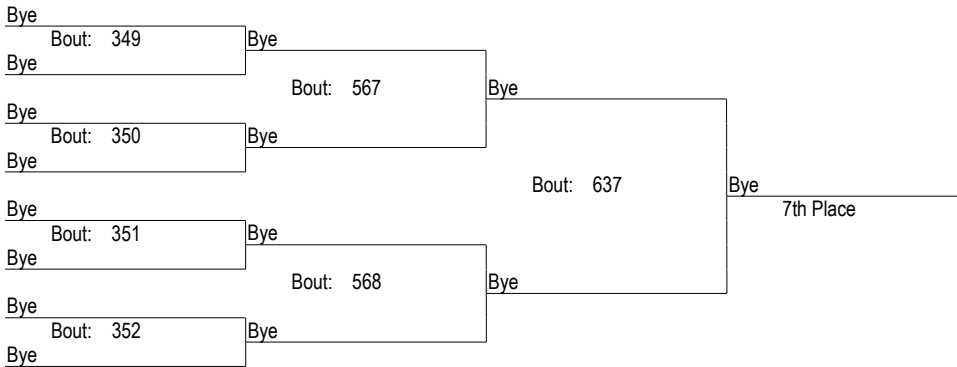 Bye
Bout: 349 Bye
Bye
Bout: 567 Bye
Bye
Bout: 350 Bye
Bye
Bout: 637 Bye
7th Place
Bye
Bout: 351 Bye
Bye
Bout: 568 Bye
Bye
Bout: 352 Bye
Bye